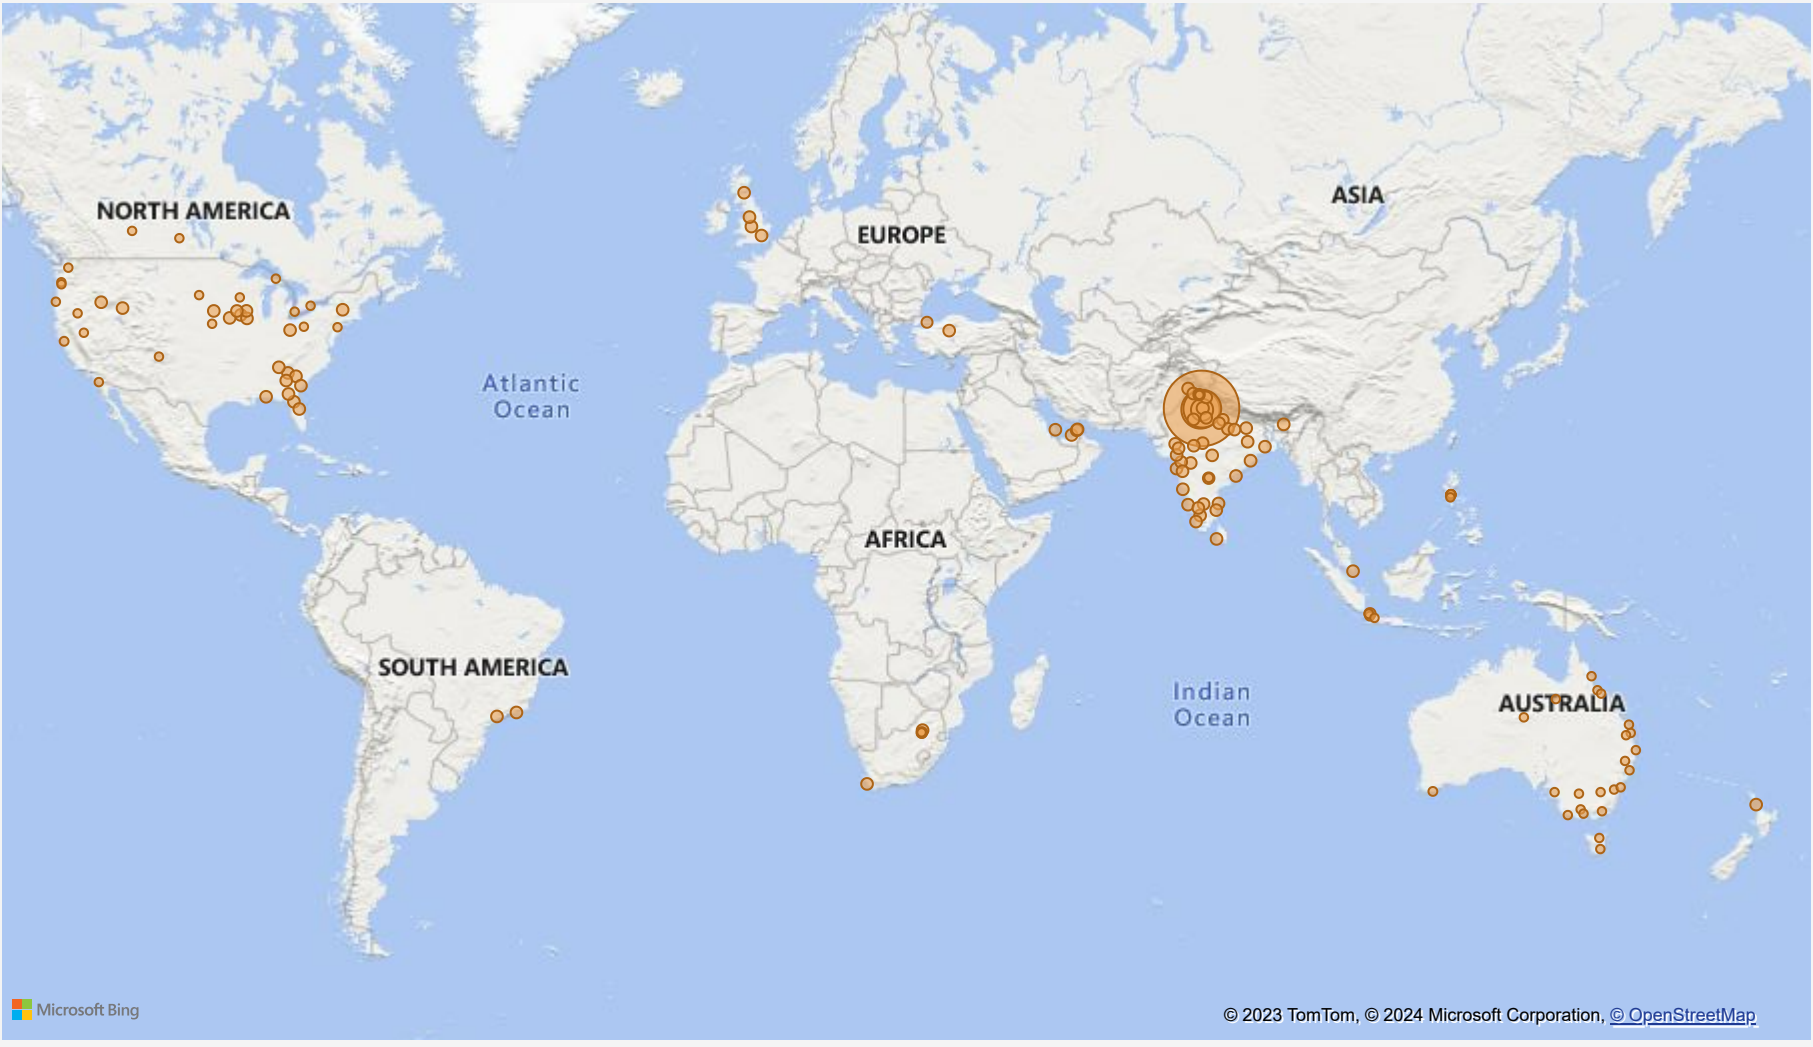 NORTH AMERICA
ASIA
EUROPE
Atlantic
Ocean
AFRICA
SOUTH AMERICA
Indian
Ocean
AUSTRALIA
Microsoft Bing
© 2023 TomTom, © 2024 Microsoft Corporation, © OpenStreetMap